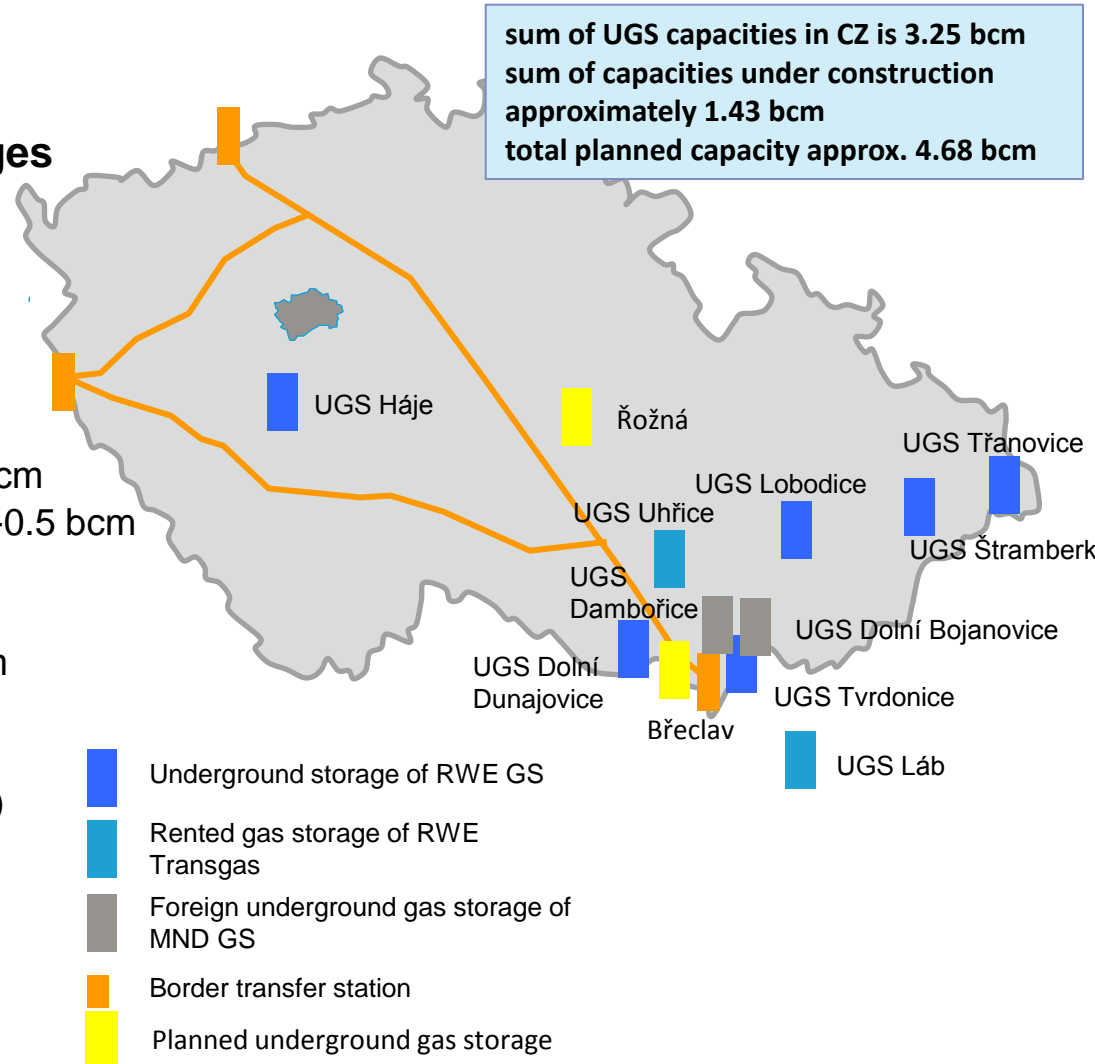 sum of UGS capacities in CZ is 3.25 bcm
sum of capacities under construction
approximately 1.43 bcm
total planned capacity approx. 4.68 bcm
ges
UGS Háje
Řožná
UGS Třanovice
cm
UGS Lobodice
-0.5 bcm
UGS Uhřice
UGS Štramberk
UGS
Dambořice
UGS Dolní Bojanovice
UGS Dolní
Dunajovice
UGS Tvrdonice
Břeclav
UGS Láb
Underground storage of RWE GS
)
Rented gas storage of RWE
Transgas
Foreign underground gas storage of
MND GS
Border transfer station
Planned underground gas storage